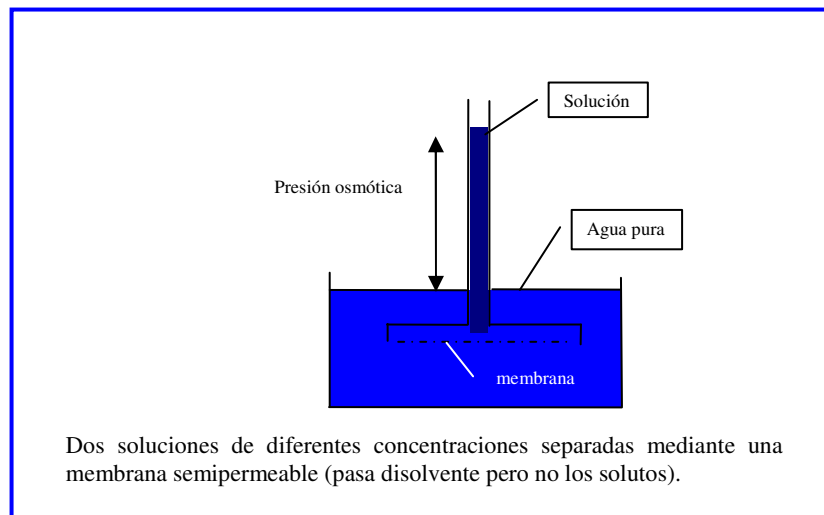 Solución
Presión osmótica
Agua pura
membrana
Dos soluciones de diferentes concentraciones separadas mediante una
membrana semipermeable (pasa disolvente pero no los solutos).